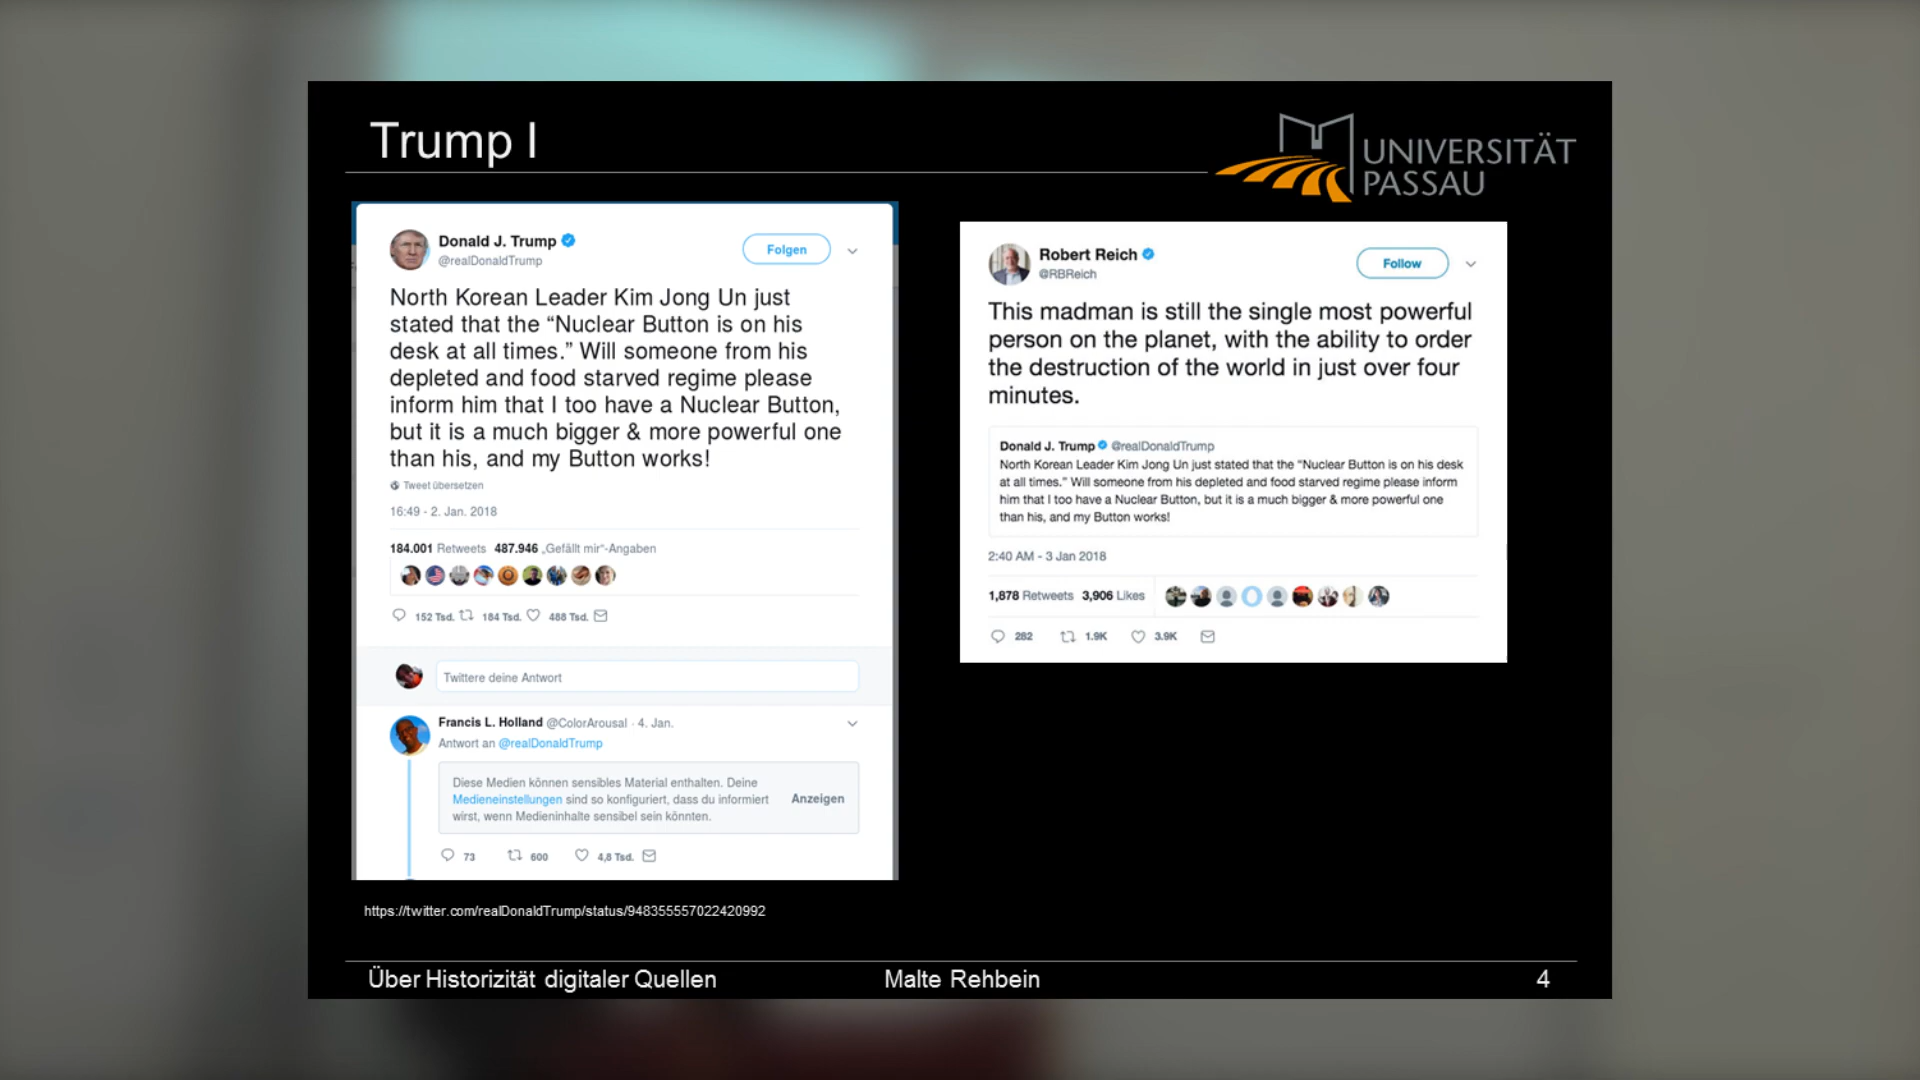 Trump I
UNIVERSITÄT
PASSAU
Donald J. Trump
@realDonaldTrump
Folgen
North Korean Leader Kim Jong Un just
stated that the “Nuclear Button is on his
desk at all times.” Will someone from his
depleted and food starved regime please
inform him that I too have a Nuclear Button,
but it is a much bigger & more powerful one
than his, and my Button works!
Tweet übersetzen
16:49 - 2. Jan. 2018
184.001 Retweets 487.946 „Gefällt mir“-Angaben
152 Tsd. 184 Tsd. 488 Tsd.
Twittere deine Antwort
Francis L. Holland @ColorArousal · 4. Jan.
Antwort an @realDonaldTrump
Diese Medien können sensibles Material enthalten. Deine
Medieneinstellungen sind so konfiguriert, dass du informiert
wirst, wenn Medieninhalte sensibel sein könnten.
Anzeigen
73 600 4,8 Tsd.
https://twitter.com/realDonaldTrump/status/948355557022420992
Robert Reich
@RBReich
Follow
This madman is still the single most powerful
person on the planet, with the ability to order
the destruction of the world in just over four
minutes.
Donald J. Trump @realDonaldTrump
North Korean Leader Kim Jong Un just stated that the “Nuclear Button is on his desk
at all times.” Will someone from his depleted and food starved regime please inform
him that I too have a Nuclear Button, but it is a much bigger & more powerful one
than his, and my Button works!
2:40 AM - 3 Jan 2018
1,878 Retweets 3,906 Likes
282 1.9K 3.9K
Über Historizität digitaler Quellen Malte Rehbein 4